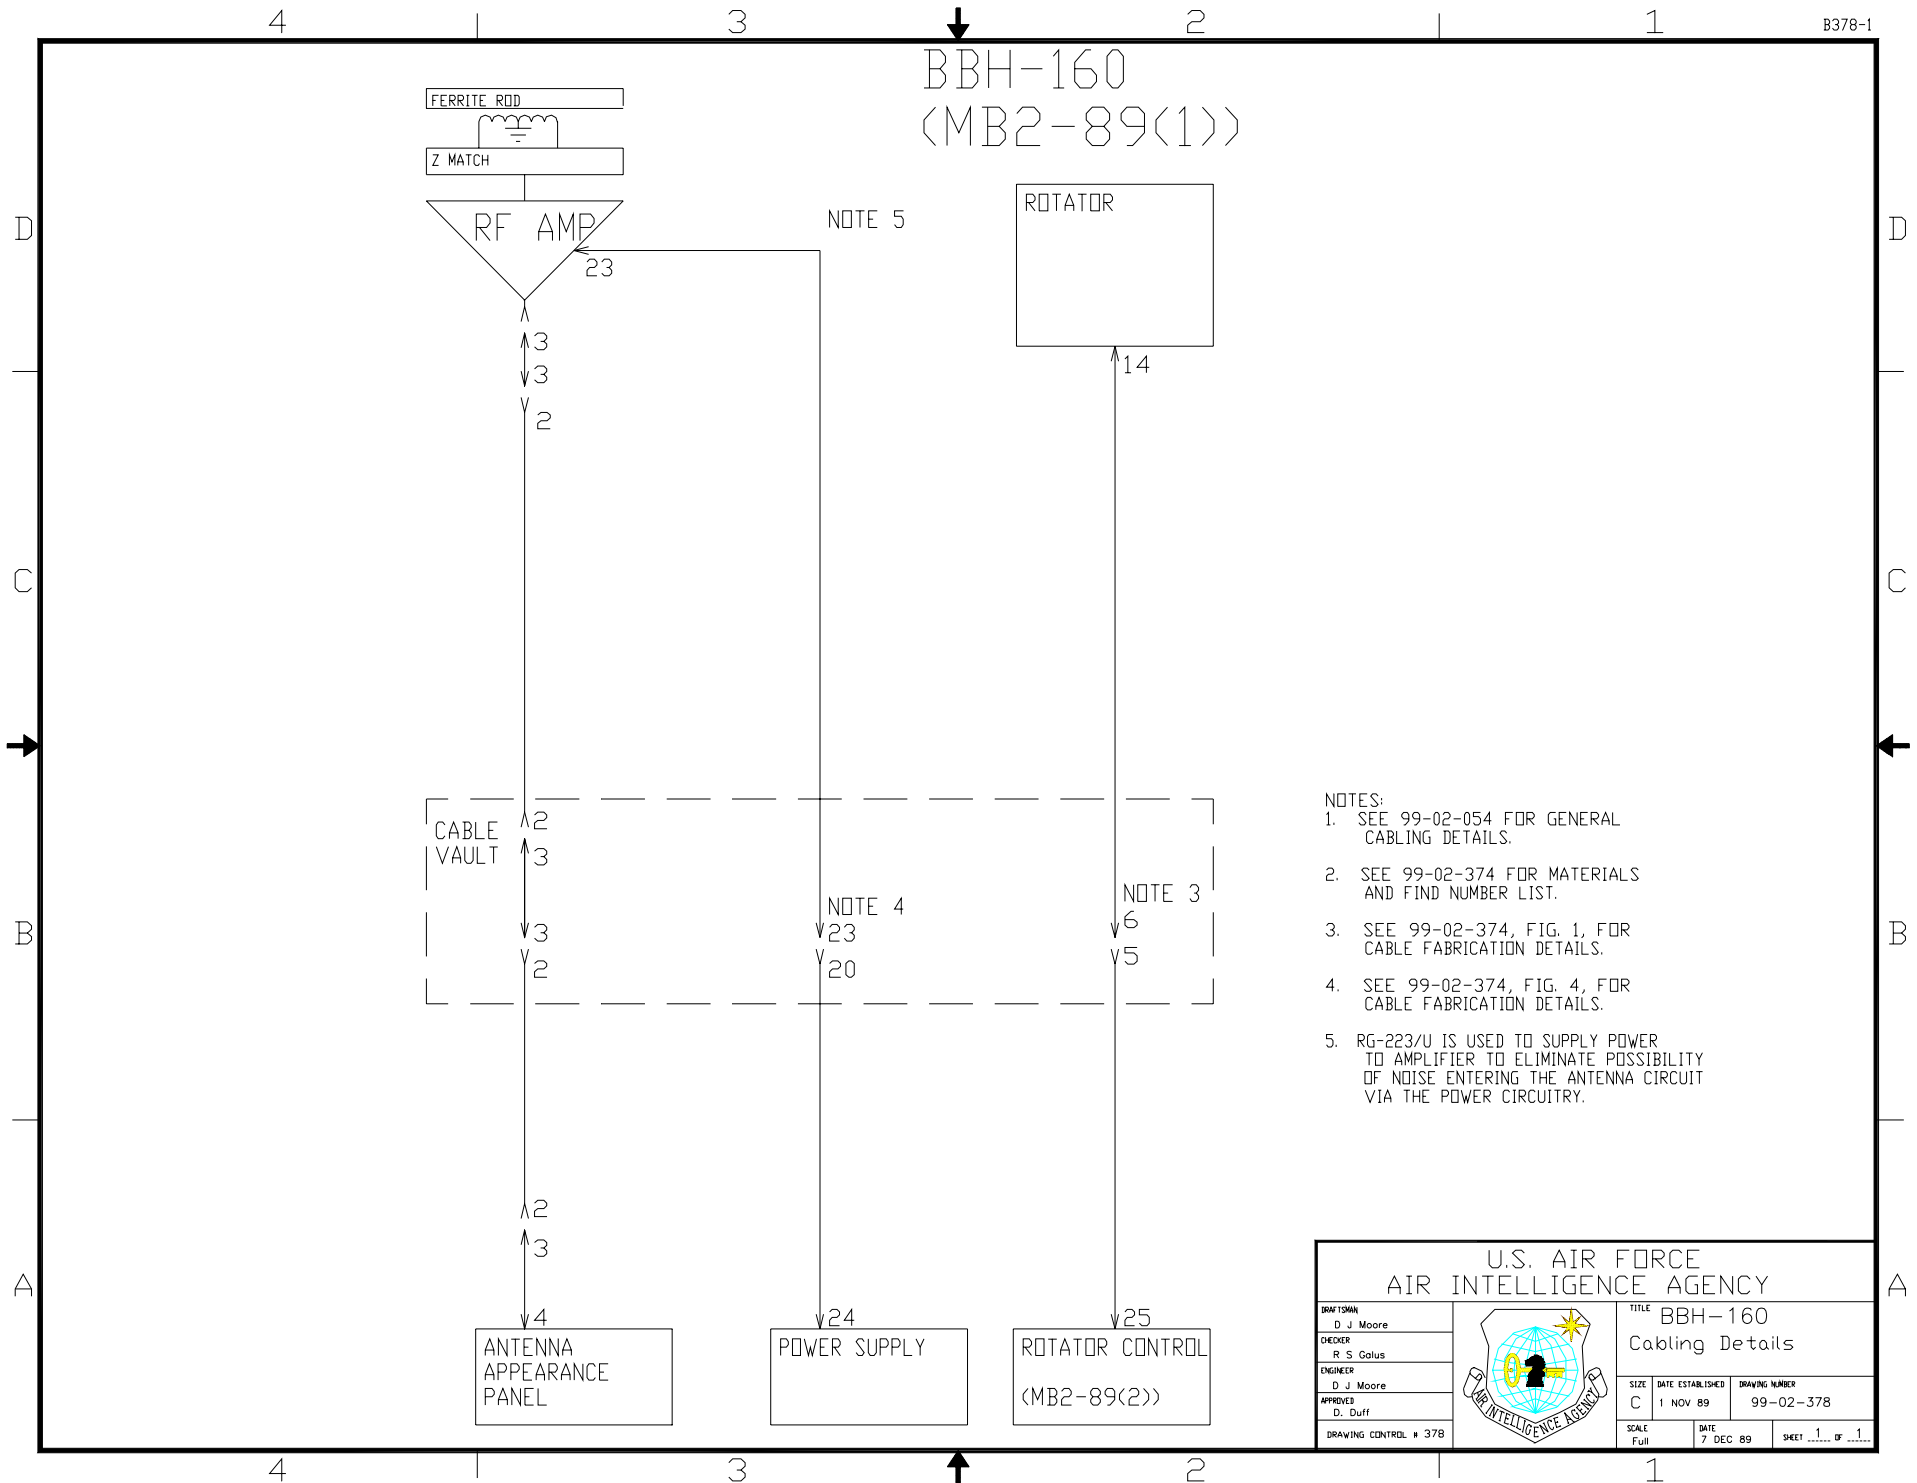 4 3 2 1 B378-1
BBH-160
(MB2-89(1))
FERRITE ROD
Z MATCH
RF AMP
23
NOTE 5
ROTATOR
D D
3
3
2
14
C C
CABLE
VAULT
2
3
NOTE 4
NOTE 3
3
23
6
2
20
5
B B
NOTES:
1. SEE 99-02-054 FOR GENERAL
CABLING DETAILS.
2. SEE 99-02-374 FOR MATERIALS
AND FIND NUMBER LIST.
3. SEE 99-02-374, FIG. 1, FOR
CABLE FABRICATION DETAILS.
4. SEE 99-02-374, FIG. 4, FOR
CABLE FABRICATION DETAILS.
5. RG-223/U IS USED TO SUPPLY POWER
TO AMPLIFIER TO ELIMINATE POSSIBILITY
OF NOISE ENTERING THE ANTENNA CIRCUIT
VIA THE POWER CIRCUITRY.
2
3
A A
4
24
25
ANTENNA
APPEARANCE
PANEL
POWER SUPPLY
ROTATOR CONTROL
(MB2-89(2))
U.S. AIR FORCE
AIR INTELLIGENCE AGENCY
DRAFTSMAN
D J Moore
CHECKER
R S Galus
ENGINEER
D J Moore
APPROVED
D. Duff
DRAWING CONTROL # 378
AIR INTELLIGENCE AGENCY
TITLE BBH-160
Cabling Details
SIZE
C
DATE ESTABLISHED
1 NOV 89
DRAWING NUMBER
99-02-378
SCALE
Full
DATE
7 DEC 89
SHEET 1 OF 1
4 3 2 1